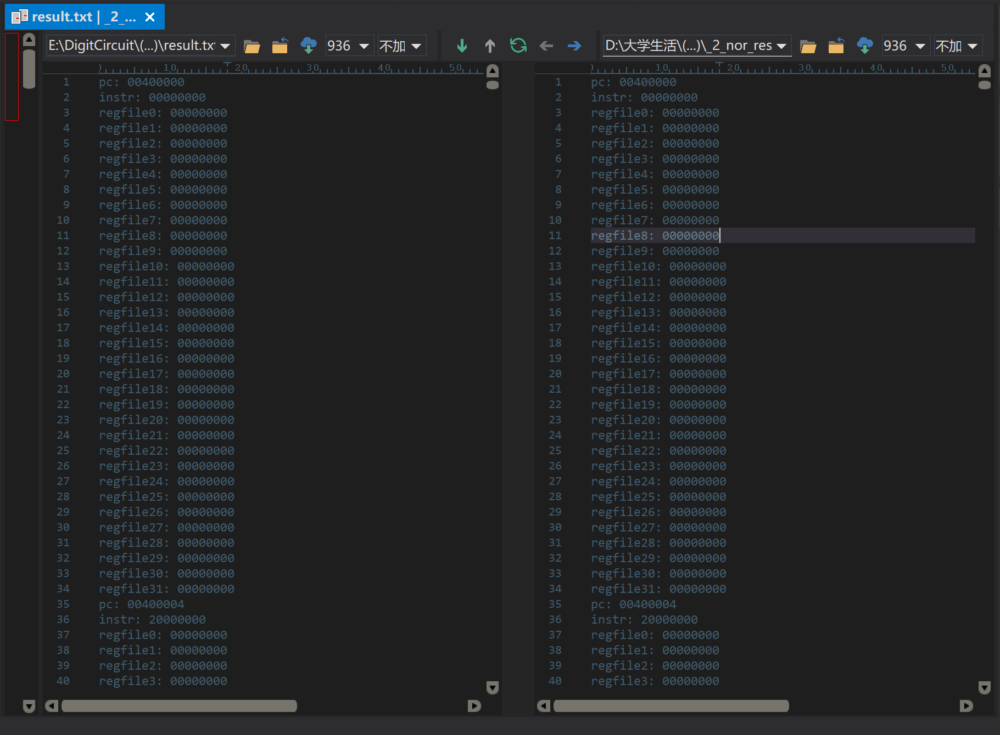 result.txt | _2_...
E:\DigitCircuit\(...)\result.tx
936
不加
D:\大学生活\(...)\_2_nor_res
936
不加
10 20 30 40 50
1 pc: 00400000
2 instr: 00000000
3 regfile0: 00000000
4 regfile1: 00000000
5 regfile2: 00000000
6 regfile3: 00000000
7 regfile4: 00000000
8 regfile5: 00000000
9 regfile6: 00000000
10 regfile7: 00000000
11 regfile8: 00000000
12 regfile9: 00000000
13 regfile10: 00000000
14 regfile11: 00000000
15 regfile12: 00000000
16 regfile13: 00000000
17 regfile14: 00000000
18 regfile15: 00000000
19 regfile16: 00000000
20 regfile17: 00000000
21 regfile18: 00000000
22 regfile19: 00000000
23 regfile20: 00000000
24 regfile21: 00000000
25 regfile22: 00000000
26 regfile23: 00000000
27 regfile24: 00000000
28 regfile25: 00000000
29 regfile26: 00000000
30 regfile27: 00000000
31 regfile28: 00000000
32 regfile29: 00000000
33 regfile30: 00000000
34 regfile31: 00000000
35 pc: 00400004
36 instr: 20000000
37 regfile0: 00000000
38 regfile1: 00000000
39 regfile2: 00000000
40 regfile3: 00000000
10 20 30 40 50
1 pc: 00400000
2 instr: 00000000
3 regfile0: 00000000
4 regfile1: 00000000
5 regfile2: 00000000
6 regfile3: 00000000
7 regfile4: 00000000
8 regfile5: 00000000
9 regfile6: 00000000
10 regfile7: 00000000
11 regfile8: 00000000
12 regfile9: 00000000
13 regfile10: 00000000
14 regfile11: 00000000
15 regfile12: 00000000
16 regfile13: 00000000
17 regfile14: 00000000
18 regfile15: 00000000
19 regfile16: 00000000
20 regfile17: 00000000
21 regfile18: 00000000
22 regfile19: 00000000
23 regfile20: 00000000
24 regfile21: 00000000
25 regfile22: 00000000
26 regfile23: 00000000
27 regfile24: 00000000
28 regfile25: 00000000
29 regfile26: 00000000
30 regfile27: 00000000
31 regfile28: 00000000
32 regfile29: 00000000
33 regfile30: 00000000
34 regfile31: 00000000
35 pc: 00400004
36 instr: 20000000
37 regfile0: 00000000
38 regfile1: 00000000
39 regfile2: 00000000
40 regfile3: 00000000